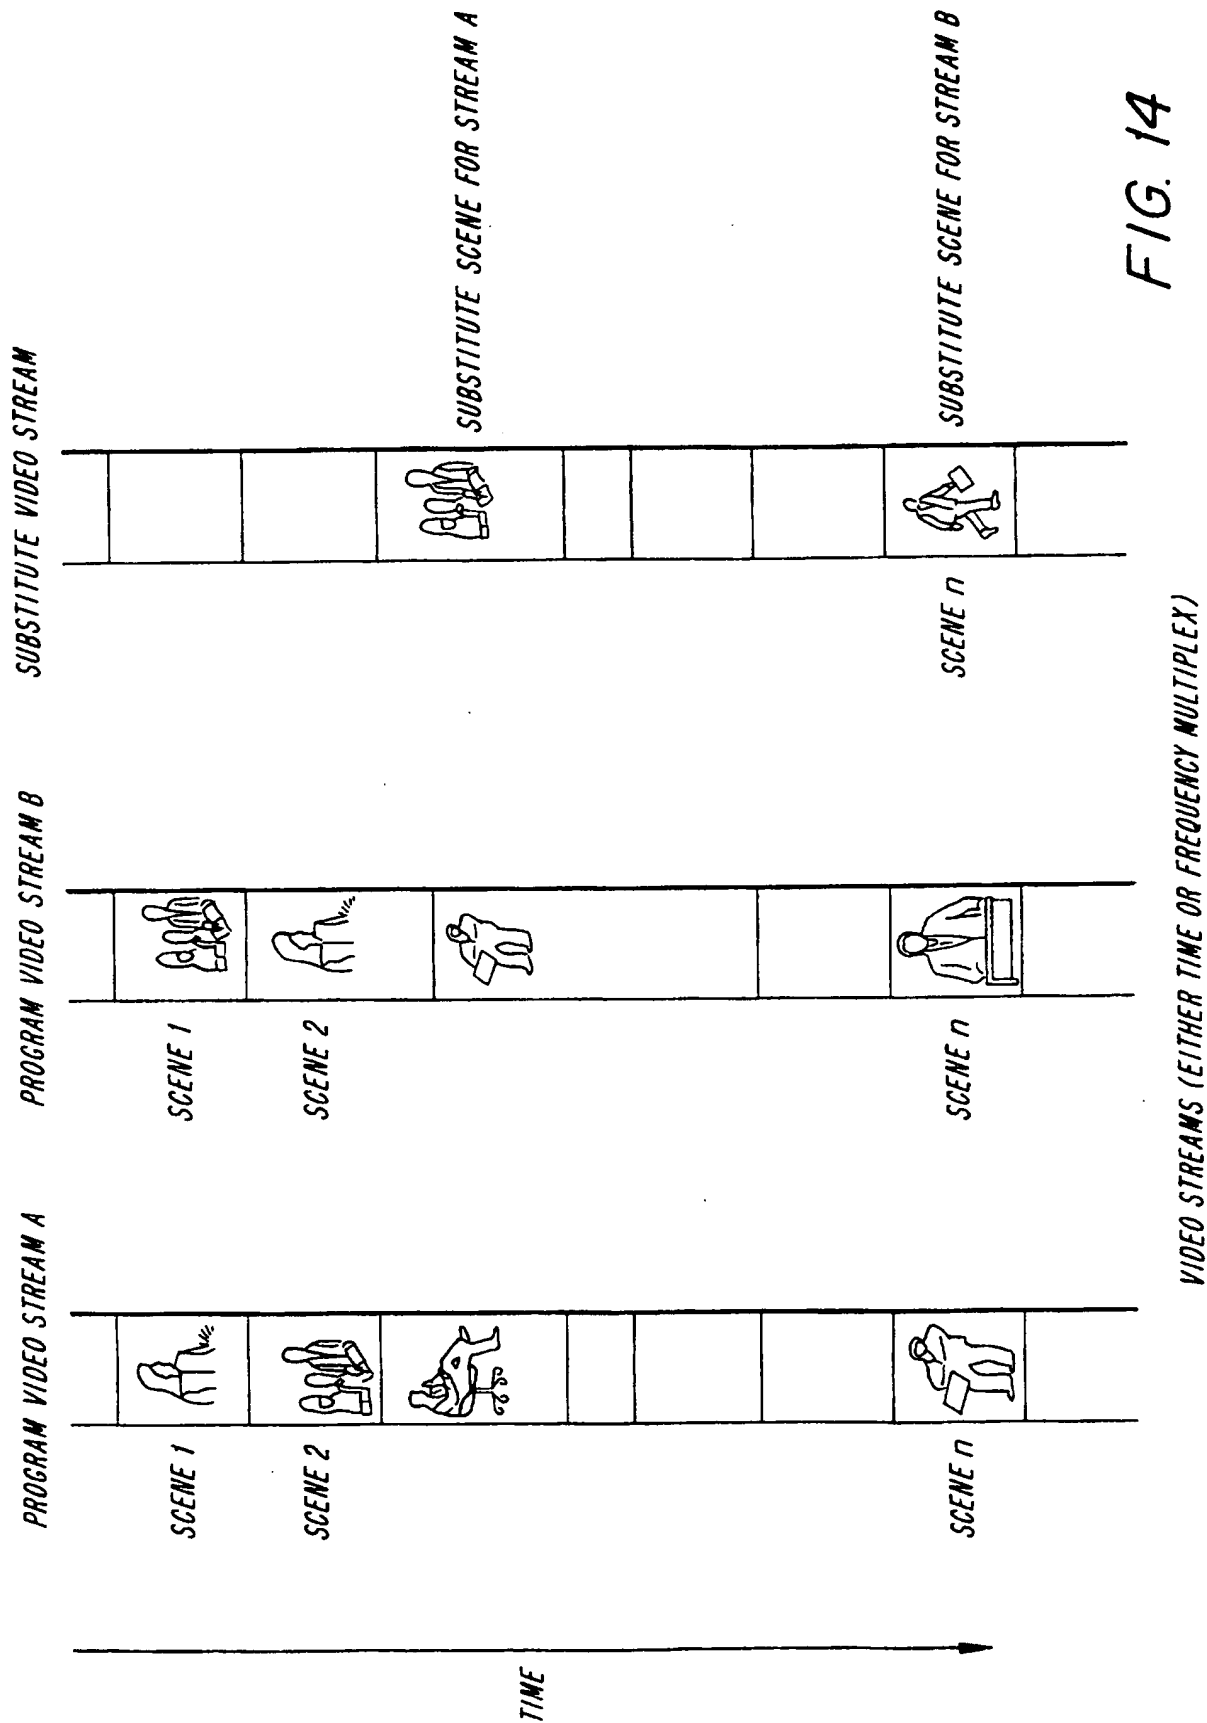 PROGRAM VIDEO STREAM A
PROGRAM VIDEO STREAM B
SUBSTITUTE VIDEO STREAM
TIME
SCENE 1
SCENE 2
SCENE n
SCENE 1
SCENE 2
SCENE n
SCENE n
SUBSTITUTE SCENE FOR STREAM A
SUBSTITUTE SCENE FOR STREAM B
VIDEO STREAMS (EITHER TIME OR FREQUENCY MULTIPLEX)
FIG. 14